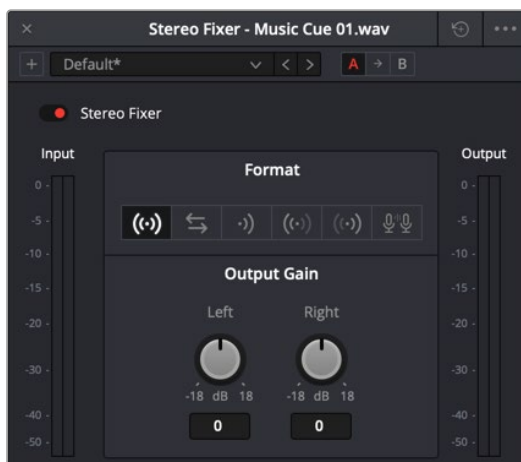 Stereo Fixer - Music Cue 01.wav
Default*
A
B
Stereo Fixer
Input
Output
Format
0 -
-5 -
-10 -
-15 -
-20 -
-30 -
-40 -
-50 -
0 -
-5 -
-10 -
-15 -
-20 -
-30 -
-40 -
-50 -
Output Gain
Left
Right
-18 dB 18
-18 dB 18
0
0